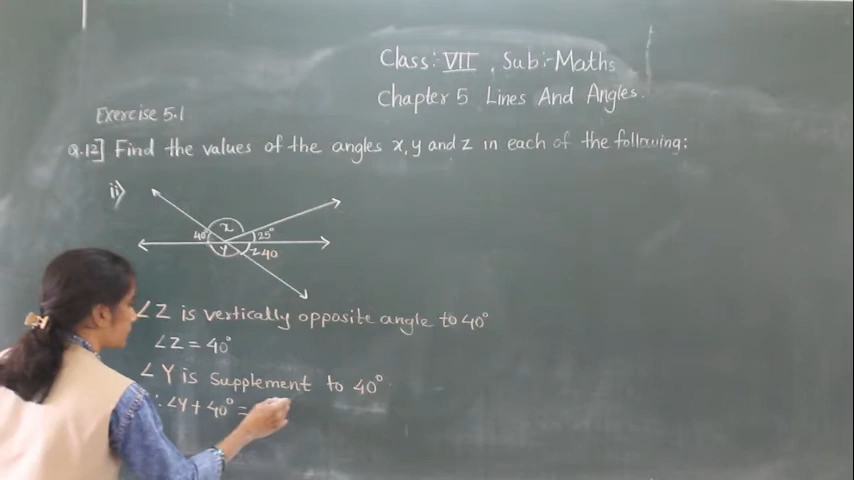 Class: VII, Sub:-Maths
Chapter 5 Lines And Angles.
Exercise 5.1
Q.12] Find the values of the angles x, y and z in each of the following:
ii)
x
40° 25°
y z 40
∠Z is vertically opposite angle to 40°
∠Z = 40°
∠Y is Supplement to 40°
∴ ∠Y + 40° =